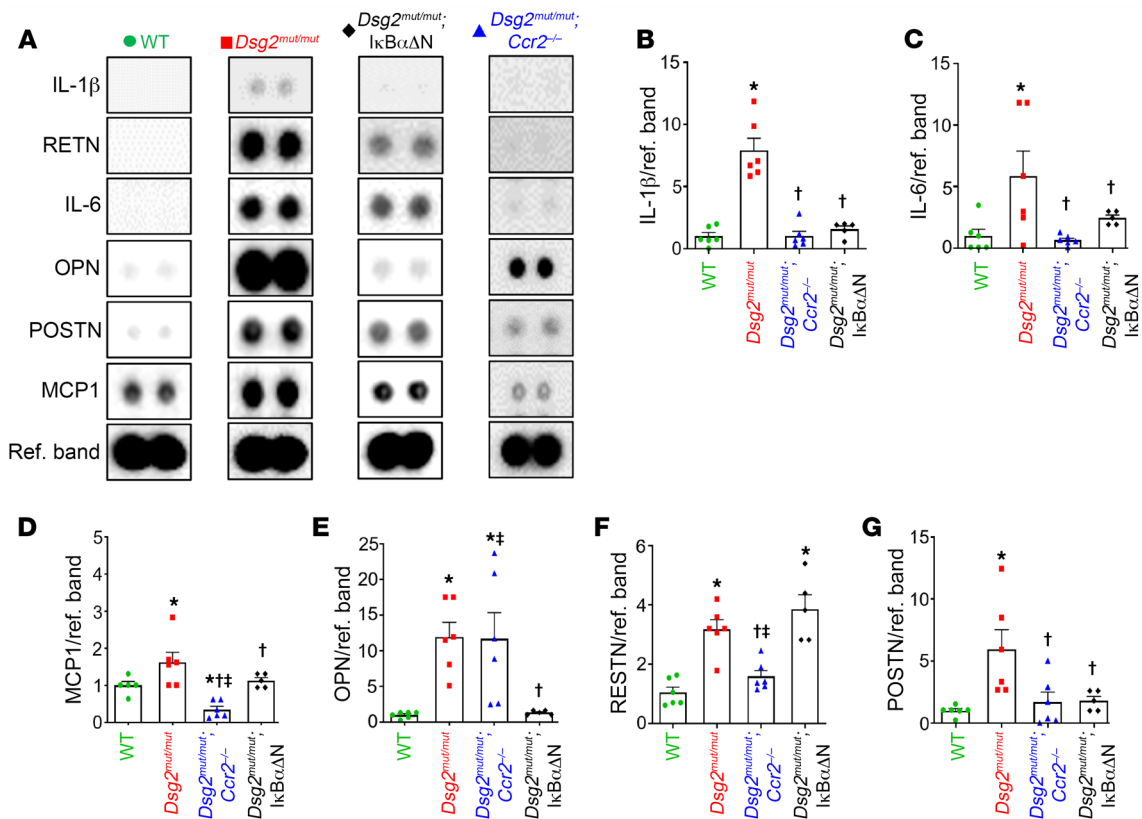 A
WT
Dsg2mut/mut
Dsg2mut/mut;
IκBαΔN
Dsg2mut/mut;
Ccr2–/–
IL-1β
RETN
IL-6
OPN
POSTN
MCP1
Ref. band
B
IL-1β/ref. band
15
10
5
0
*
†
†
WT
Dsg2mut/mut
Dsg2mut/mut;
Ccr2–/–
Dsg2mut/mut;
IκBαΔN
C
IL-6/ref. band
15
10
5
0
*
†
†
WT
Dsg2mut/mut
Dsg2mut/mut;
Ccr2–/–
Dsg2mut/mut;
IκBαΔN
D
MCP1/ref. band
5
4
3
2
1
0
*
*†‡
†
WT
Dsg2mut/mut
Dsg2mut/mut;
Ccr2–/–
Dsg2mut/mut;
IκBαΔN
E
OPN/ref. band
25
20
15
10
5
0
*
*‡
†
WT
Dsg2mut/mut
Dsg2mut/mut;
Ccr2–/–
Dsg2mut/mut;
IκBαΔN
F
RESTN/ref. band
6
4
2
0
*
†‡
*
WT
Dsg2mut/mut
Dsg2mut/mut;
Ccr2–/–
Dsg2mut/mut;
IκBαΔN
G
POSTN/ref. band
15
10
5
0
*
†
†
WT
Dsg2mut/mut
Dsg2mut/mut;
Ccr2–/–
Dsg2mut/mut;
IκBαΔN